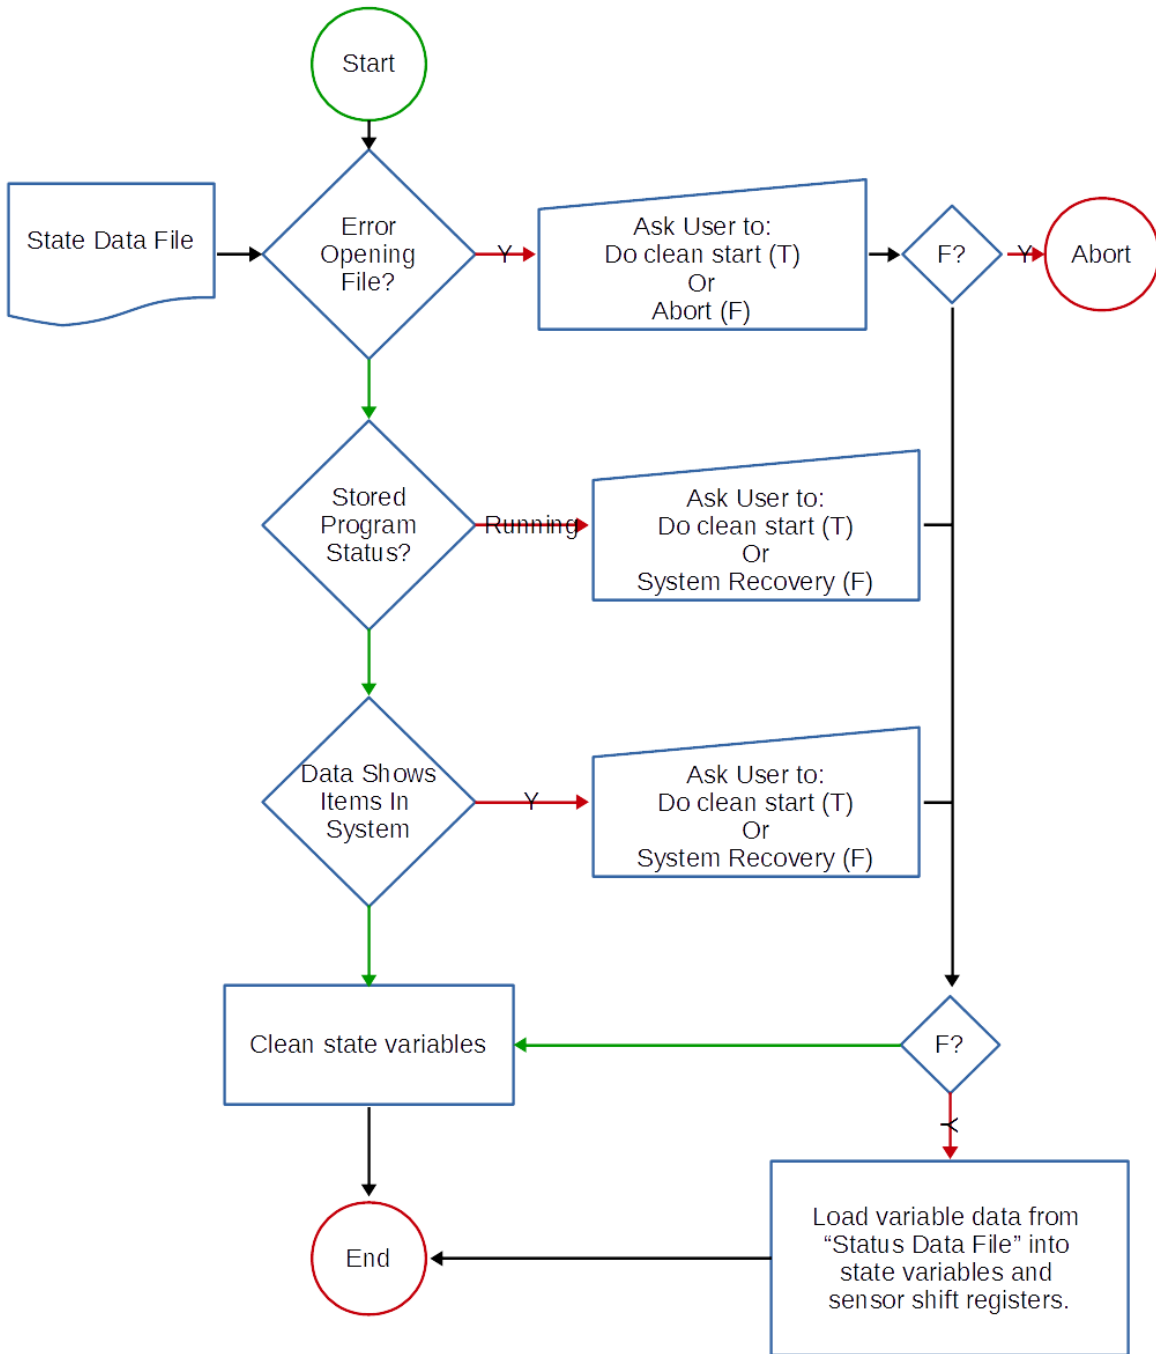 Start
State Data File
Error
Opening
File?
Y
Ask User to:
Do clean start (T)
Or
Abort (F)
F?
Y
Abort
Stored
Program
Status?
Running
Ask User to:
Do clean start (T)
Or
System Recovery (F)
Data Shows
Items In
System
Y
Ask User to:
Do clean start (T)
Or
System Recovery (F)
Clean state variables
F?
Y
End
Load variable data from
“Status Data File” into
state variables and
sensor shift registers.